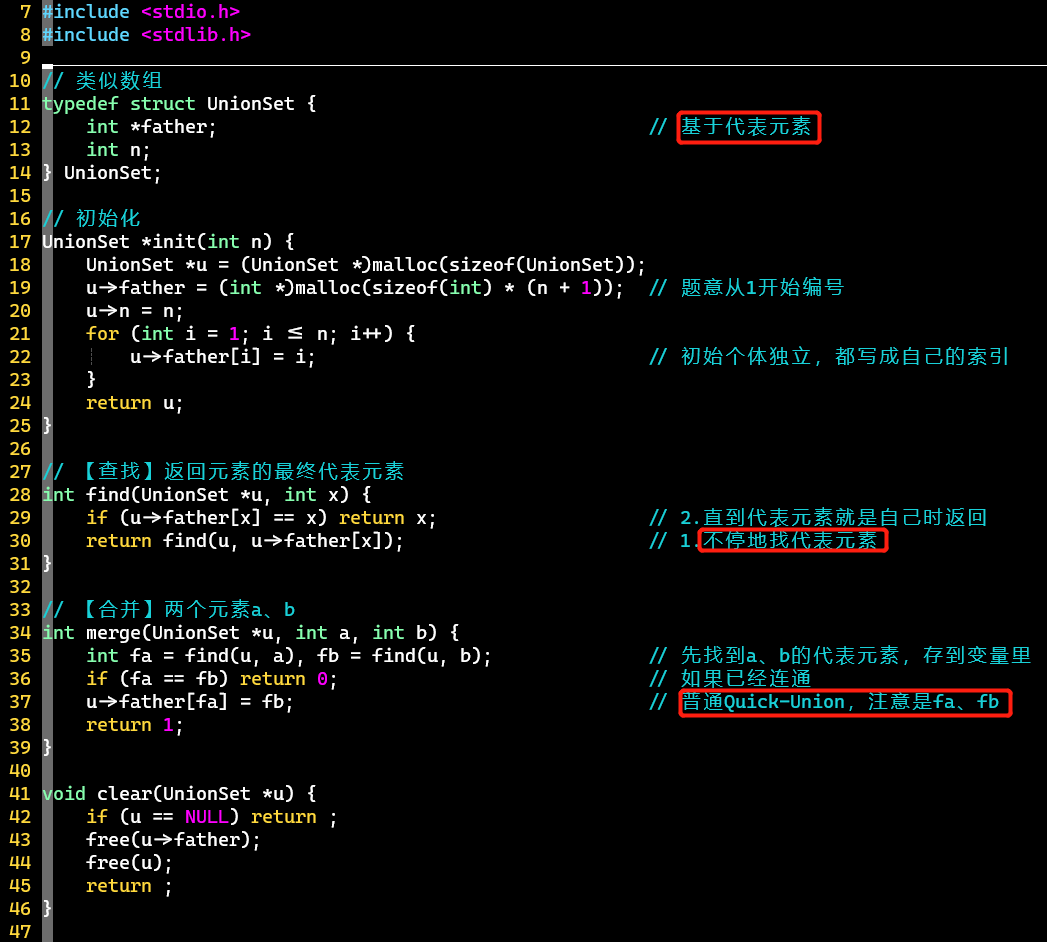 7 #include <stdio.h>
8 #include <stdlib.h>
9
10 // 类似数组
11 typedef struct UnionSet {
12     int *father;                                        // 基于代表元素
13     int n;
14 } UnionSet;
15
16 // 初始化
17 UnionSet *init(int n) {
18     UnionSet *u = (UnionSet *)malloc(sizeof(UnionSet));
19     u->father = (int *)malloc(sizeof(int) * (n + 1));  // 题意从1开始编号
20     u->n = n;
21     for (int i = 1; i <= n; i++) {
22         u->father[i] = i;                               // 初始个体独立，都写成自己的索引
23     }
24     return u;
25 }
26
27 // 【查找】返回元素的最终代表元素
28 int find(UnionSet *u, int x) {
29     if (u->father[x] == x) return x;                    // 2.直到代表元素就是自己时返回
30     return find(u, u->father[x]);                       // 1.不停地找代表元素
31 }
32
33 // 【合并】两个元素a、b
34 int merge(UnionSet *u, int a, int b) {
35     int fa = find(u, a), fb = find(u, b);               // 先找到a、b的代表元素，存到变量里
36     if (fa == fb) return 0;                             // 如果已经连通
37     u->father[fa] = fb;                                 // 普通Quick-Union，注意是fa、fb
38     return 1;
39 }
40
41 void clear(UnionSet *u) {
42     if (u == NULL) return ;
43     free(u->father);
44     free(u);
45     return ;
46 }
47